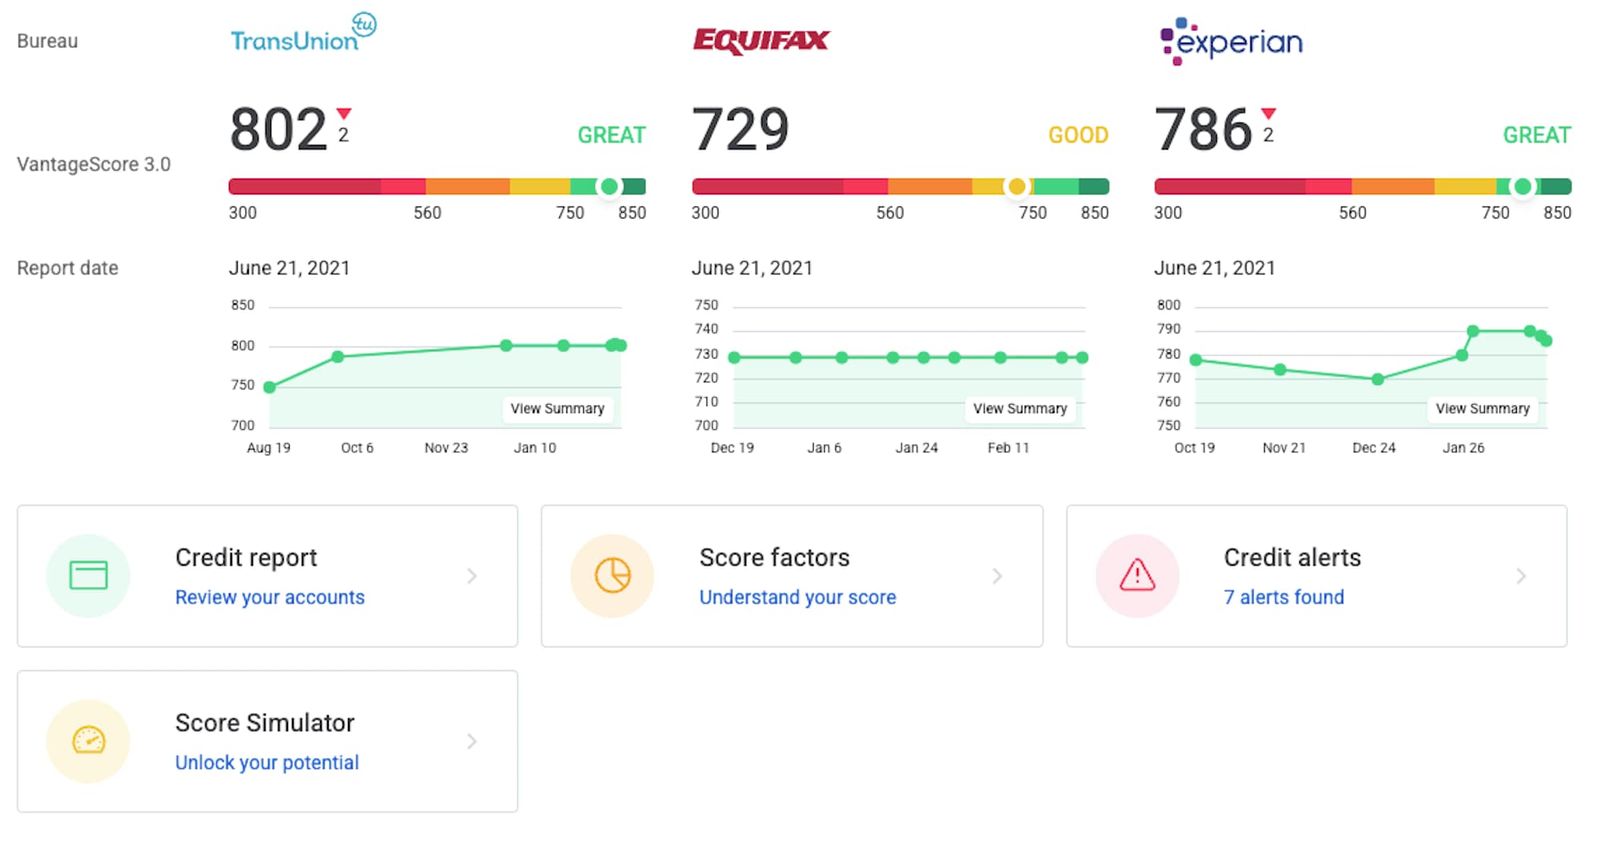 Bureau
TransUnion
tu
EQUIFAX
experian
VantageScore 3.0
802 2 GREAT
300 560 750 850
729 GOOD
300 560 750 850
786 2 GREAT
300 560 750 850
Report date
June 21, 2021
850
800
750
700
View Summary
Aug 19 Oct 6 Nov 23 Jan 10
June 21, 2021
750
740
730
720
710
700
View Summary
Dec 19 Jan 6 Jan 24 Feb 11
June 21, 2021
800
790
780
770
760
750
View Summary
Oct 19 Nov 21 Dec 24 Jan 26
Credit report
Review your accounts
Score factors
Understand your score
Credit alerts
7 alerts found
Score Simulator
Unlock your potential